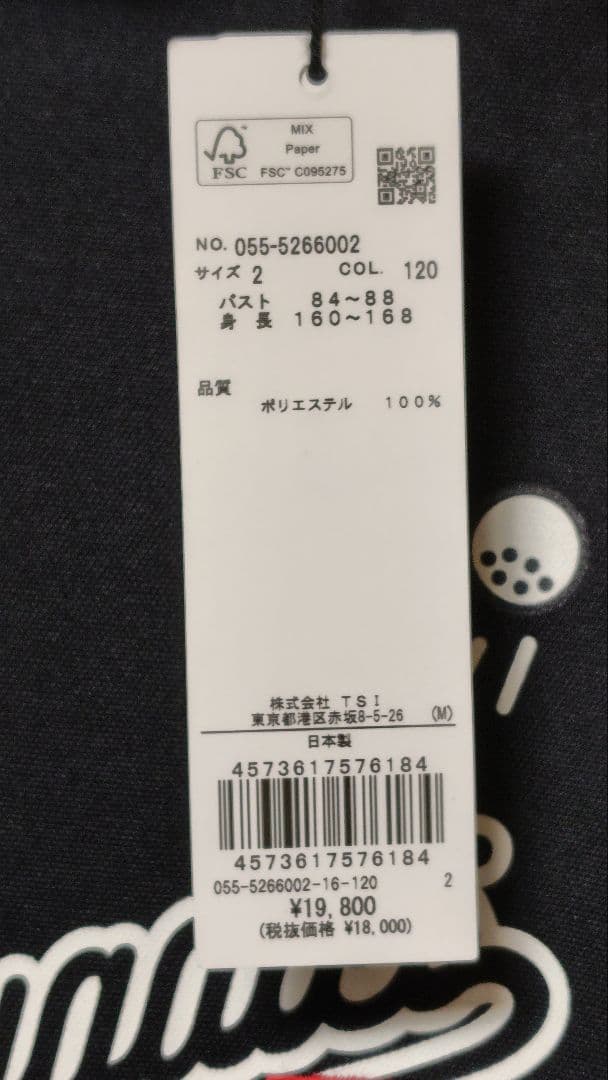 MIX
Paper
FSC™ C095275
FSC
NO. 055-5266002
サイズ 2 COL. 120
バスト 84～88
身 長 160～168
品質
ポリエステル 100%
株式会社 TSI
東京都港区赤坂8-5-26 (M)
日本製
4573617576184
4573617576184
055-5266002-16-120 2
¥19,800
(税抜価格 ¥18,000)